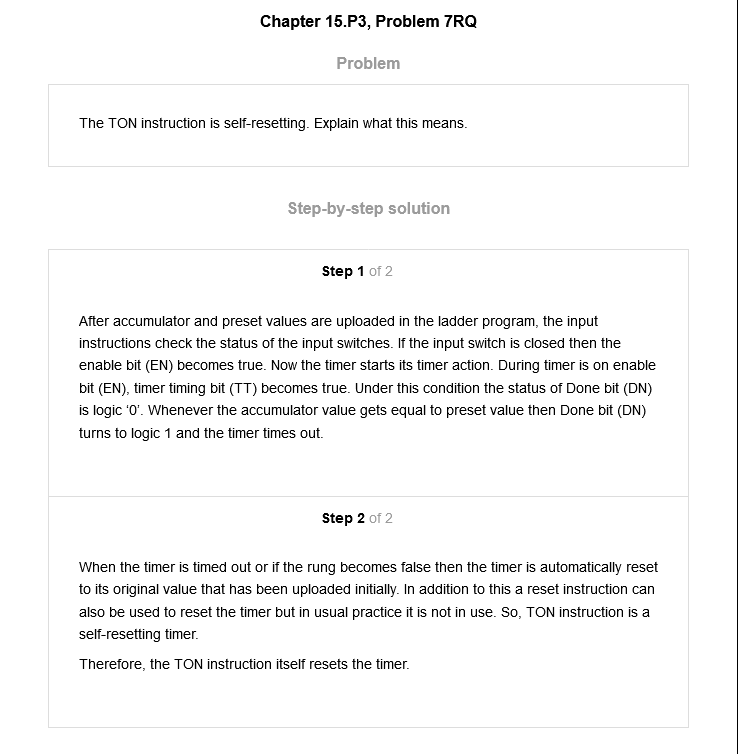 Chapter 15.P3, Problem 7RQ
Problem
The TON instruction is self-resetting. Explain what this means.
Step-by-step solution
Step 1 of 2
After accumulator and preset values are uploaded in the ladder program, the input
instructions check the status of the input switches. If the input switch is closed then the
enable bit (EN) becomes true. Now the timer starts its timer action. During timer is on enable
bit (EN), timer timing bit (TT) becomes true. Under this condition the status of Done bit (DN)
is logic ‘0’. Whenever the accumulator value gets equal to preset value then Done bit (DN)
turns to logic 1 and the timer times out.
Step 2 of 2
When the timer is timed out or if the rung becomes false then the timer is automatically reset
to its original value that has been uploaded initially. In addition to this a reset instruction can
also be used to reset the timer but in usual practice it is not in use. So, TON instruction is a
self-resetting timer.
Therefore, the TON instruction itself resets the timer.